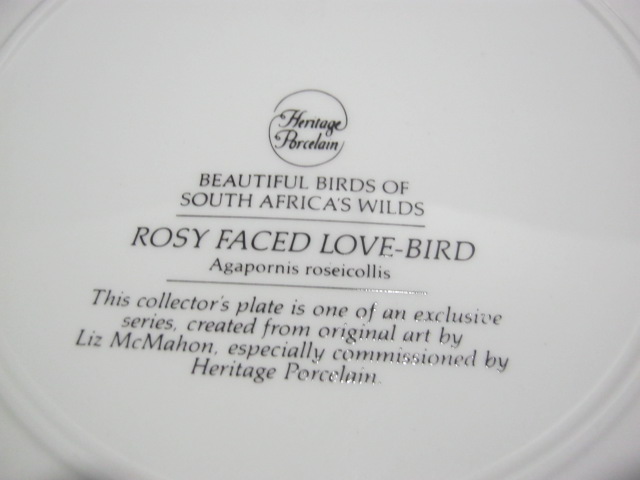 Heritage
Porcelain
BEAUTIFUL BIRDS OF
SOUTH AFRICA'S WILDS
ROSY FACED LOVE-BIRD
Agapornis roseicollis
This collector's plate is one of an exclusive
series, created from original art by
Liz McMahon, especially commissioned by
Heritage Porcelain.